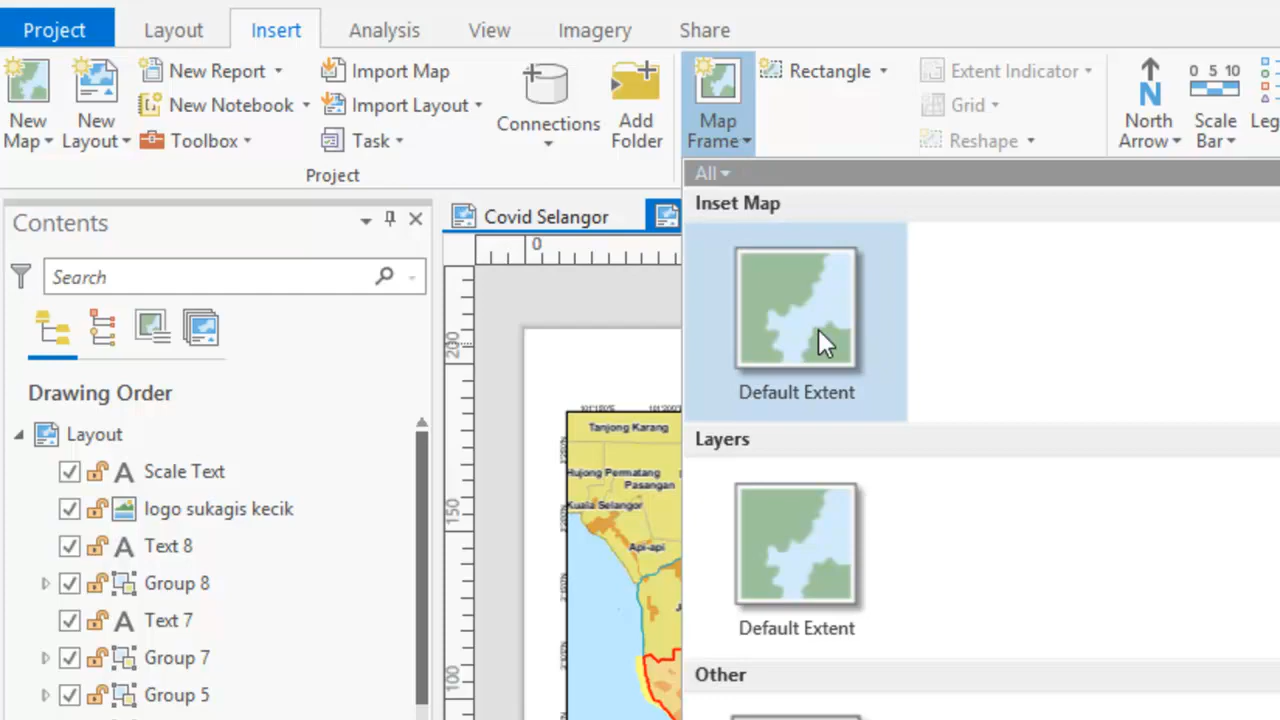 Project
Layout
Insert
Analysis
View
Imagery
Share
New Map
New Layout
New Report
New Notebook
Toolbox
Import Map
Import Layout
Task
Connections
Add Folder
Project
Map Frame
Rectangle
Extent Indicator
Grid
Reshape
N
North Arrow
0 5 10
Scale Bar
Leg
All
Contents
Search
Drawing Order
Layout
Scale Text
logo sukagis kecik
Text 8
Group 8
Text 7
Group 7
Group 5
Covid Selangor
0
200
150
100
Tanjong Karang
Hujong Permatang
Pasangan
Kuala Selangor
Api-api
Inset Map
Default Extent
Layers
Default Extent
Other